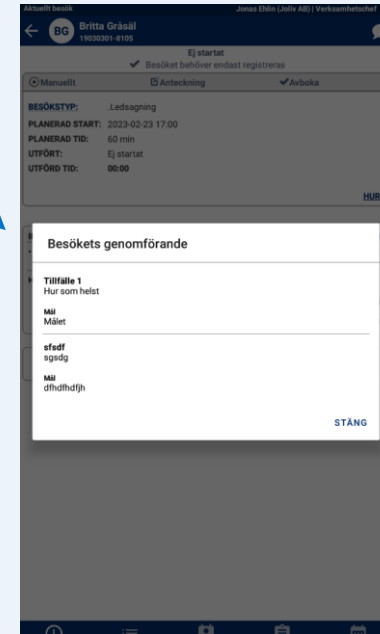 Aktuellt besök Jonas Ehlin (Joliv AB) | Verksamhetschef
BG Britta Gråsäl
19030301-8105
Ej startat
Besöket behöver endast registreras
Manuellt Anteckning Avboka
BESÖKSTYP: .Ledsagning
PLANERAD START: 2023-02-23 17:00
PLANERAD TID: 60 min
UTFÖRT: Ej startat
UTFÖRD TID: 00:00
HUR
Besökets genomförande
Tillfälle 1
Hur som helst
Mål
Målet
sfsdf
sgsdg
Mål
dfhdfhdfjh
STÄNG